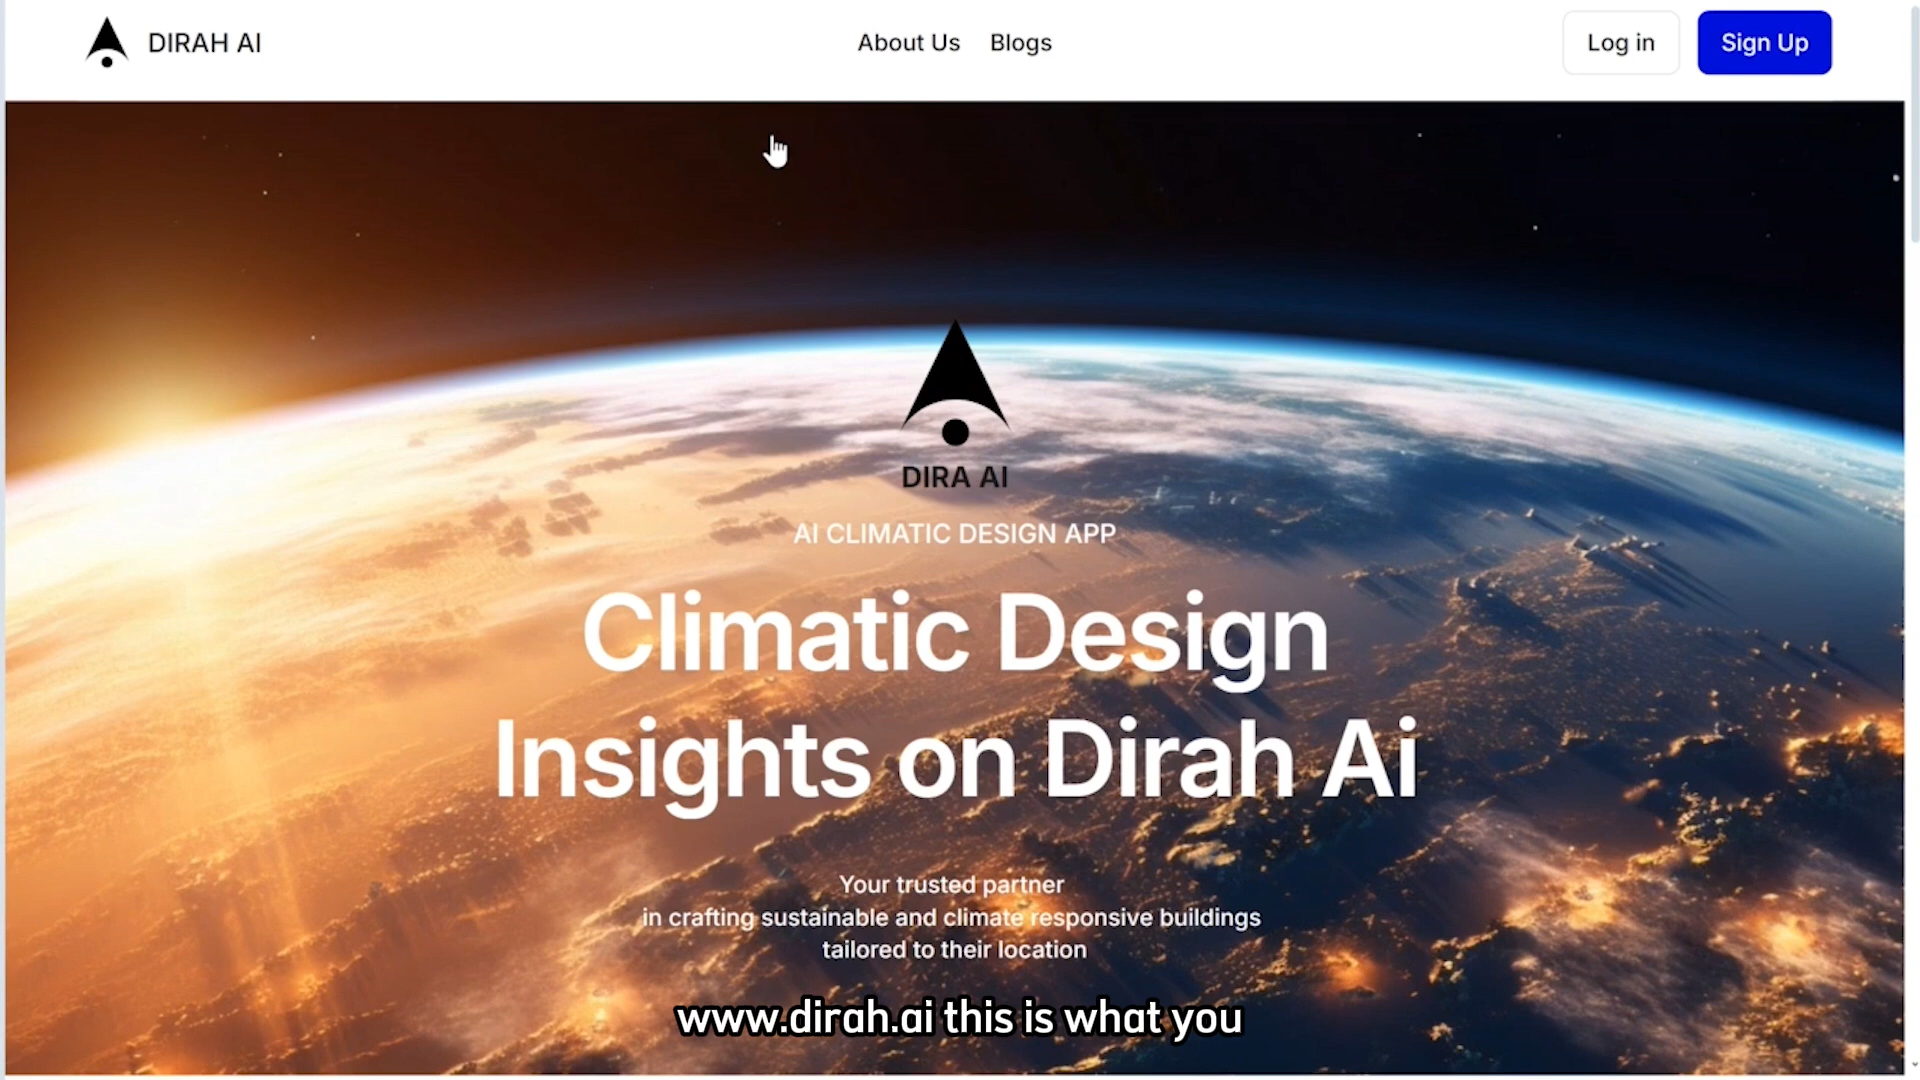 DIRAH AI
About Us
Blogs
Log in
Sign Up
DIRA AI
AI CLIMATIC DESIGN APP
Climatic Design
Insights on Dirah Ai
Your trusted partner
in crafting sustainable and climate responsive buildings
tailored to their location
www.dirah.ai this is what you